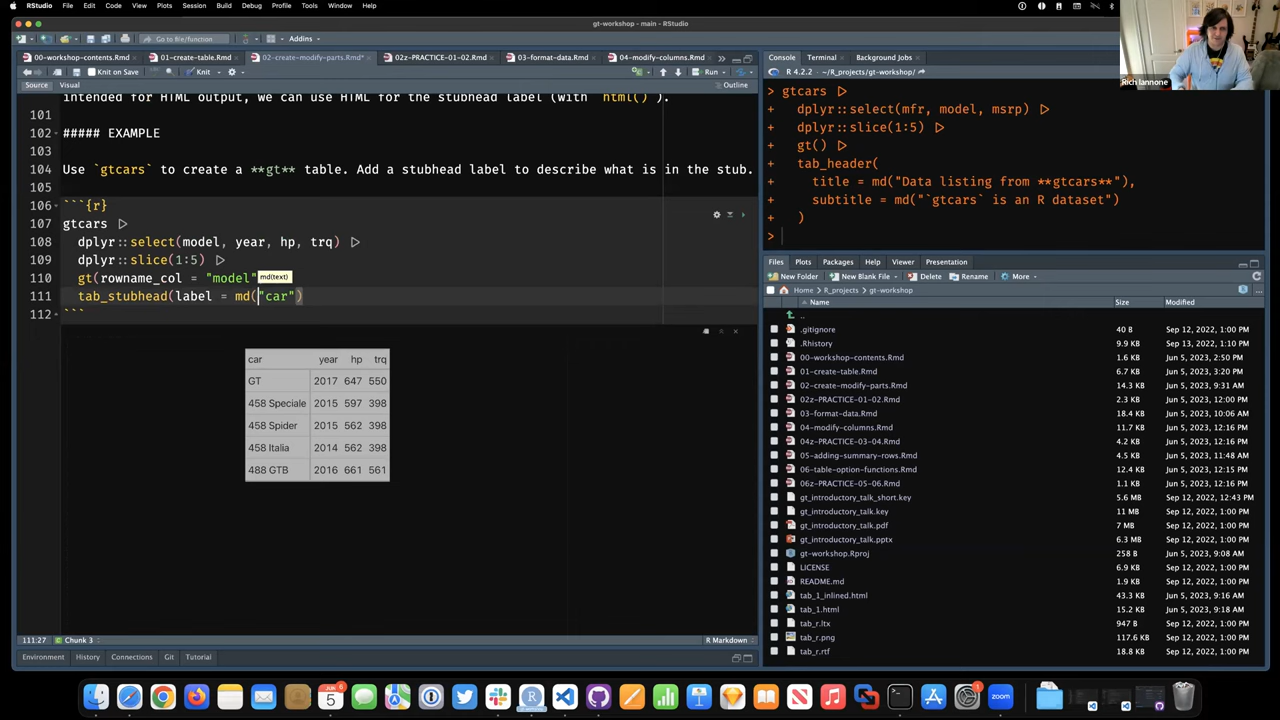 RStudio File Edit Code View Plots Session Build Debug Profile Tools Window Help
gt-workshop - main - RStudio
Go to file/function Addins
00-workshop-contents.Rmd 01-create-table.Rmd 02-create-modify-parts.Rmd* 02z-PRACTICE-01-02.Rmd 03-format-data.Rmd 04-modify-columns.Rmd
Knit on Save Knit Run
Source Visual Outline
intended for HTML output, we can use HTML for the stubhead label (with `html()`).
101
102 ##### EXAMPLE
103
104 Use `gtcars` to create a **gt** table. Add a stubhead label to describe what is in the stub.
105
106 ```{r}
107 gtcars ▷
108 dplyr::select(model, year, hp, trq) ▷
109 dplyr::slice(1:5) ▷
110 gt(rowname_col = "model"
md(text)
111 tab_stubhead(label = md("car")
112 ```
car year hp trq
GT 2017 647 550
458 Speciale 2015 597 398
458 Spider 2015 562 398
458 Italia 2014 562 398
488 GTB 2016 661 561
111:27 Chunk 3 R Markdown
Environment History Connections Git Tutorial
Console Terminal Background Jobs
R 4.2.2 · ~/R_projects/gt-workshop/
> gtcars ▷
+ dplyr::select(mfr, model, msrp) ▷
+ dplyr::slice(1:5) ▷
+ gt() ▷
+ tab_header(
+ title = md("Data listing from **gtcars**"),
+ subtitle = md("`gtcars` is an R dataset")
+ )
>
Files Plots Packages Help Viewer Presentation
New Folder New Blank File Delete Rename More
Home R_projects gt-workshop
Name Size Modified
..
.gitignore 40 B Sep 12, 2022, 1:00 PM
.Rhistory 9.9 KB Sep 13, 2022, 1:10 PM
00-workshop-contents.Rmd 1.6 KB Jun 5, 2023, 2:50 PM
01-create-table.Rmd 6.7 KB Jun 5, 2023, 3:20 PM
02-create-modify-parts.Rmd 14.3 KB Jun 5, 2023, 9:31 AM
02z-PRACTICE-01-02.Rmd 2.3 KB Jun 5, 2023, 12:00 PM
03-format-data.Rmd 18.4 KB Jun 5, 2023, 10:06 AM
04-modify-columns.Rmd 11.7 KB Jun 5, 2023, 12:16 PM
04z-PRACTICE-03-04.Rmd 4.2 KB Jun 5, 2023, 12:16 PM
05-adding-summary-rows.Rmd 4.5 KB Jun 5, 2023, 11:48 AM
06-table-option-functions.Rmd 12.4 KB Jun 5, 2023, 12:15 PM
06z-PRACTICE-05-06.Rmd 1.1 KB Jun 5, 2023, 12:16 PM
gt_introductory_talk_short.key 5.6 MB Sep 12, 2022, 12:43 PM
gt_introductory_talk.key 11 MB Sep 12, 2022, 1:00 PM
gt_introductory_talk.pdf 7 MB Sep 12, 2022, 1:00 PM
gt_introductory_talk.pptx 6.3 MB Sep 12, 2022, 1:00 PM
gt-workshop.Rproj 258 B Jun 5, 2023, 9:08 AM
LICENSE Sep 12, 2022, 1:00 PM
README.md 1.9 KB Sep 12, 2022, 1:00 PM
tab_1_inlined.html 43.3 KB Jun 5, 2023, 9:16 AM
tab_1.html 15.2 KB Jun 5, 2023, 9:18 AM
tab_r.ltx 947 B Sep 12, 2022, 1:00 PM
tab_r.png 117.6 KB Sep 12, 2022, 1:00 PM
tab_r.rtf 18.8 KB Sep 12, 2022, 1:00 PM
Rich Iannone
JUN
5
zoom